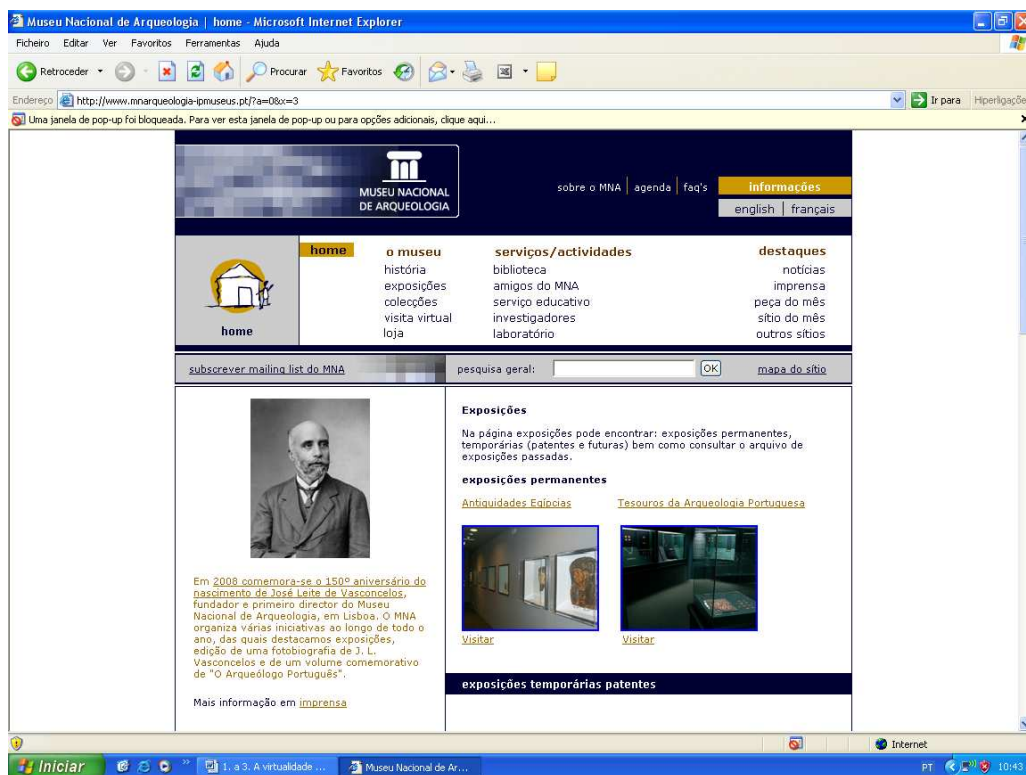 Museu Nacional de Arqueologia | home - Microsoft Internet Explorer
Ficheiro Editar Ver Favoritos Ferramentas Ajuda
Retroceder Procurar Favoritos
Endereço http://www.mnarqueologia-ipmuseus.pt/?a=0&x=3 Ir para Hiperligaçõe
Uma janela de pop-up foi bloqueada. Para ver esta janela de pop-up ou para opções adicionais, clique aqui...
MUSEU NACIONAL
DE ARQUEOLOGIA
sobre o MNA | agenda | faq's informações
english | français
home o museu serviços/actividades destaques
história biblioteca notícias
exposições amigos do MNA imprensa
colecções serviço educativo peça do mês
visita virtual investigadores sítio do mês
home loja laboratório outros sítios
subscrever mailing list do MNA pesquisa geral: OK mapa do sítio
Exposições
Na página exposições pode encontrar: exposições permanentes,
temporárias (patentes e futuras) bem como consultar o arquivo de
exposições passadas.
exposições permanentes
Antiguidades Egípcias Tesouros da Arqueologia Portuguesa
Visitar Visitar
exposições temporárias patentes
Em 2008 comemora-se o 150º aniversário do
nascimento de José Leite de Vasconcelos,
fundador e primeiro director do Museu
Nacional de Arqueologia, em Lisboa. O MNA
organiza várias iniciativas ao longo de todo o
ano, das quais destacamos exposições,
edição de uma fotobiografia de J. L.
Vasconcelos e de um volume comemorativo
de "O Arqueólogo Português".
Mais informação em imprensa
Internet
Iniciar 1. a 3. A virtualidade ... Museu Nacional de Ar... PT 10:43